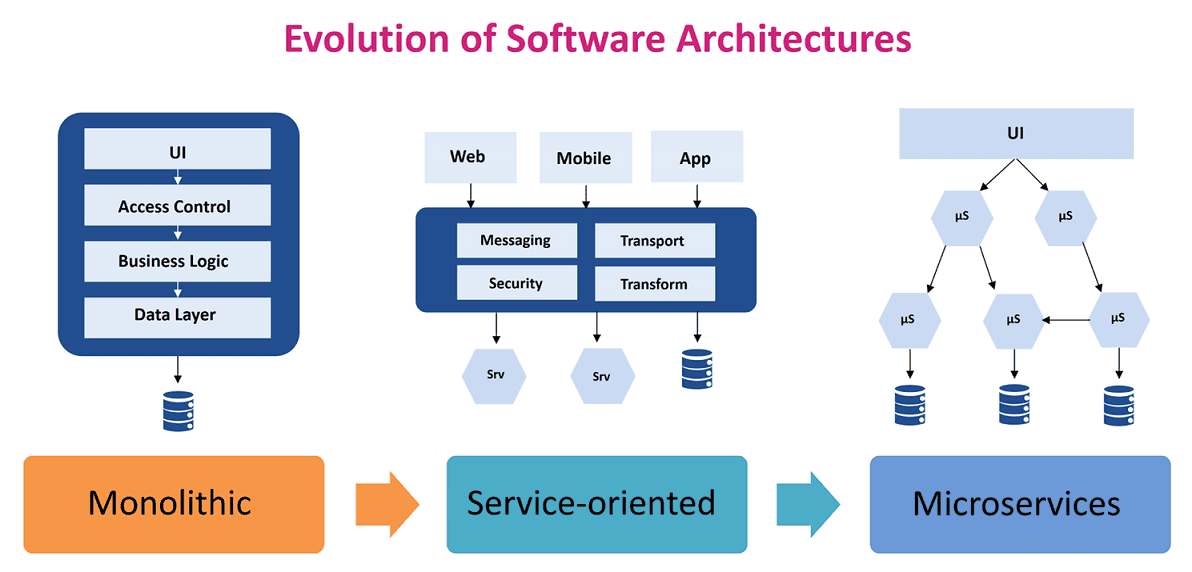 Evolution of Software Architectures
UI
Access Control
Business Logic
Data Layer
Web
Mobile
App
Messaging
Transport
Security
Transform
Srv
Srv
UI
µS
µS
µS
µS
µS
Monolithic
Service-oriented
Microservices